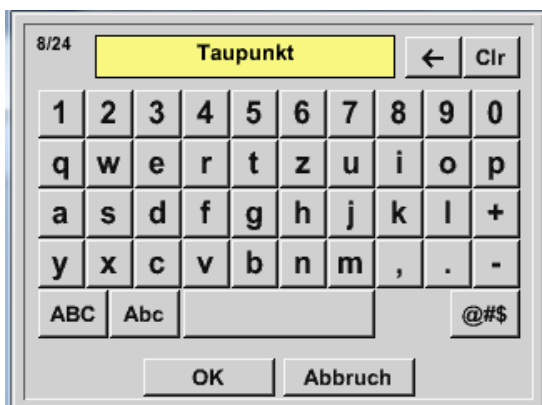 8/24 Taupunkt ← Clr
1 2 3 4 5 6 7 8 9 0
q w e r t z u i o p
a s d f g h j k l +
y x c v b n m , . -
ABC Abc @#$
OK Abbruch